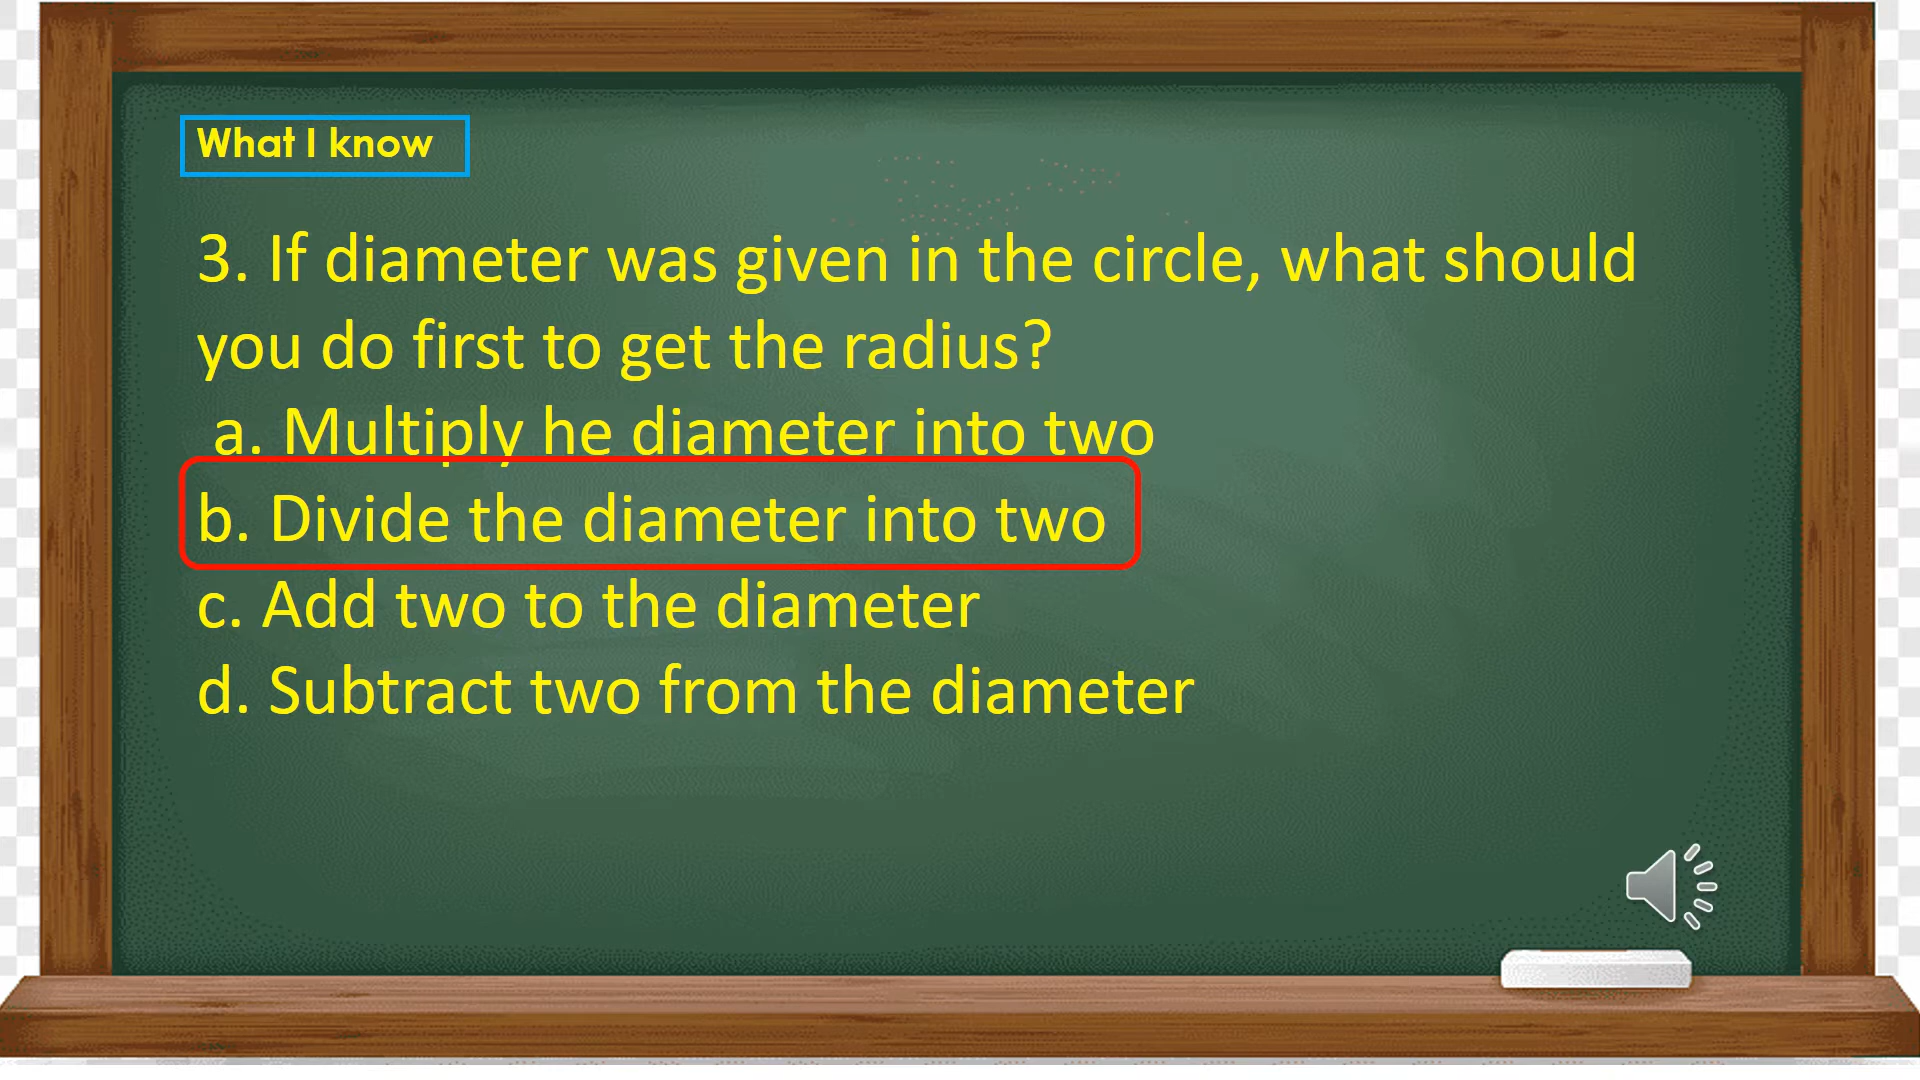 What I know
3. If diameter was given in the circle, what should
you do first to get the radius?
a. Multiply he diameter into two
b. Divide the diameter into two
c. Add two to the diameter
d. Subtract two from the diameter